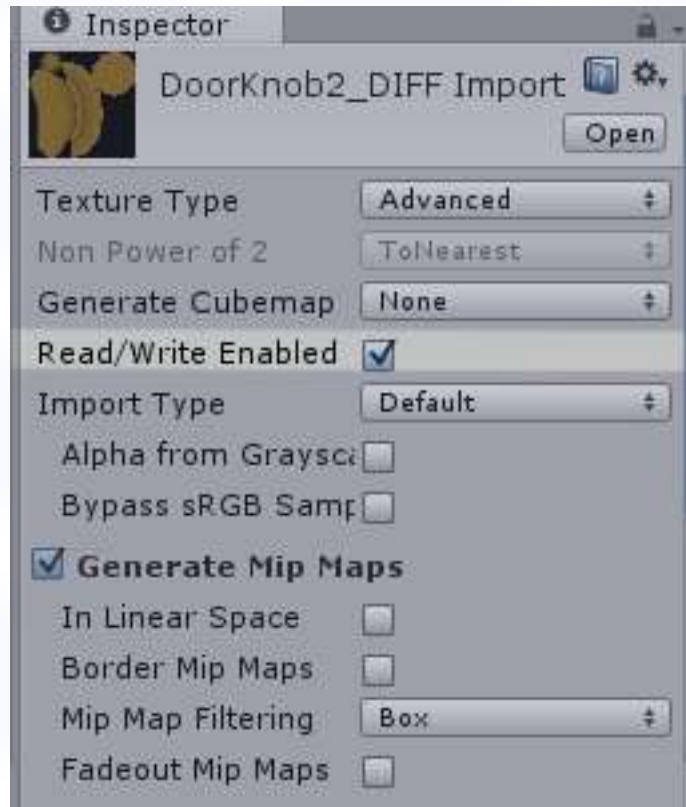 Inspector
DoorKnob2_DIFF Import
Open
Texture Type Advanced
Non Power of 2 ToNearest
Generate Cubemap None
Read/Write Enabled
Import Type Default
Alpha from Graysca
Bypass sRGB Samp
Generate Mip Maps
In Linear Space
Border Mip Maps
Mip Map Filtering Box
Fadeout Mip Maps